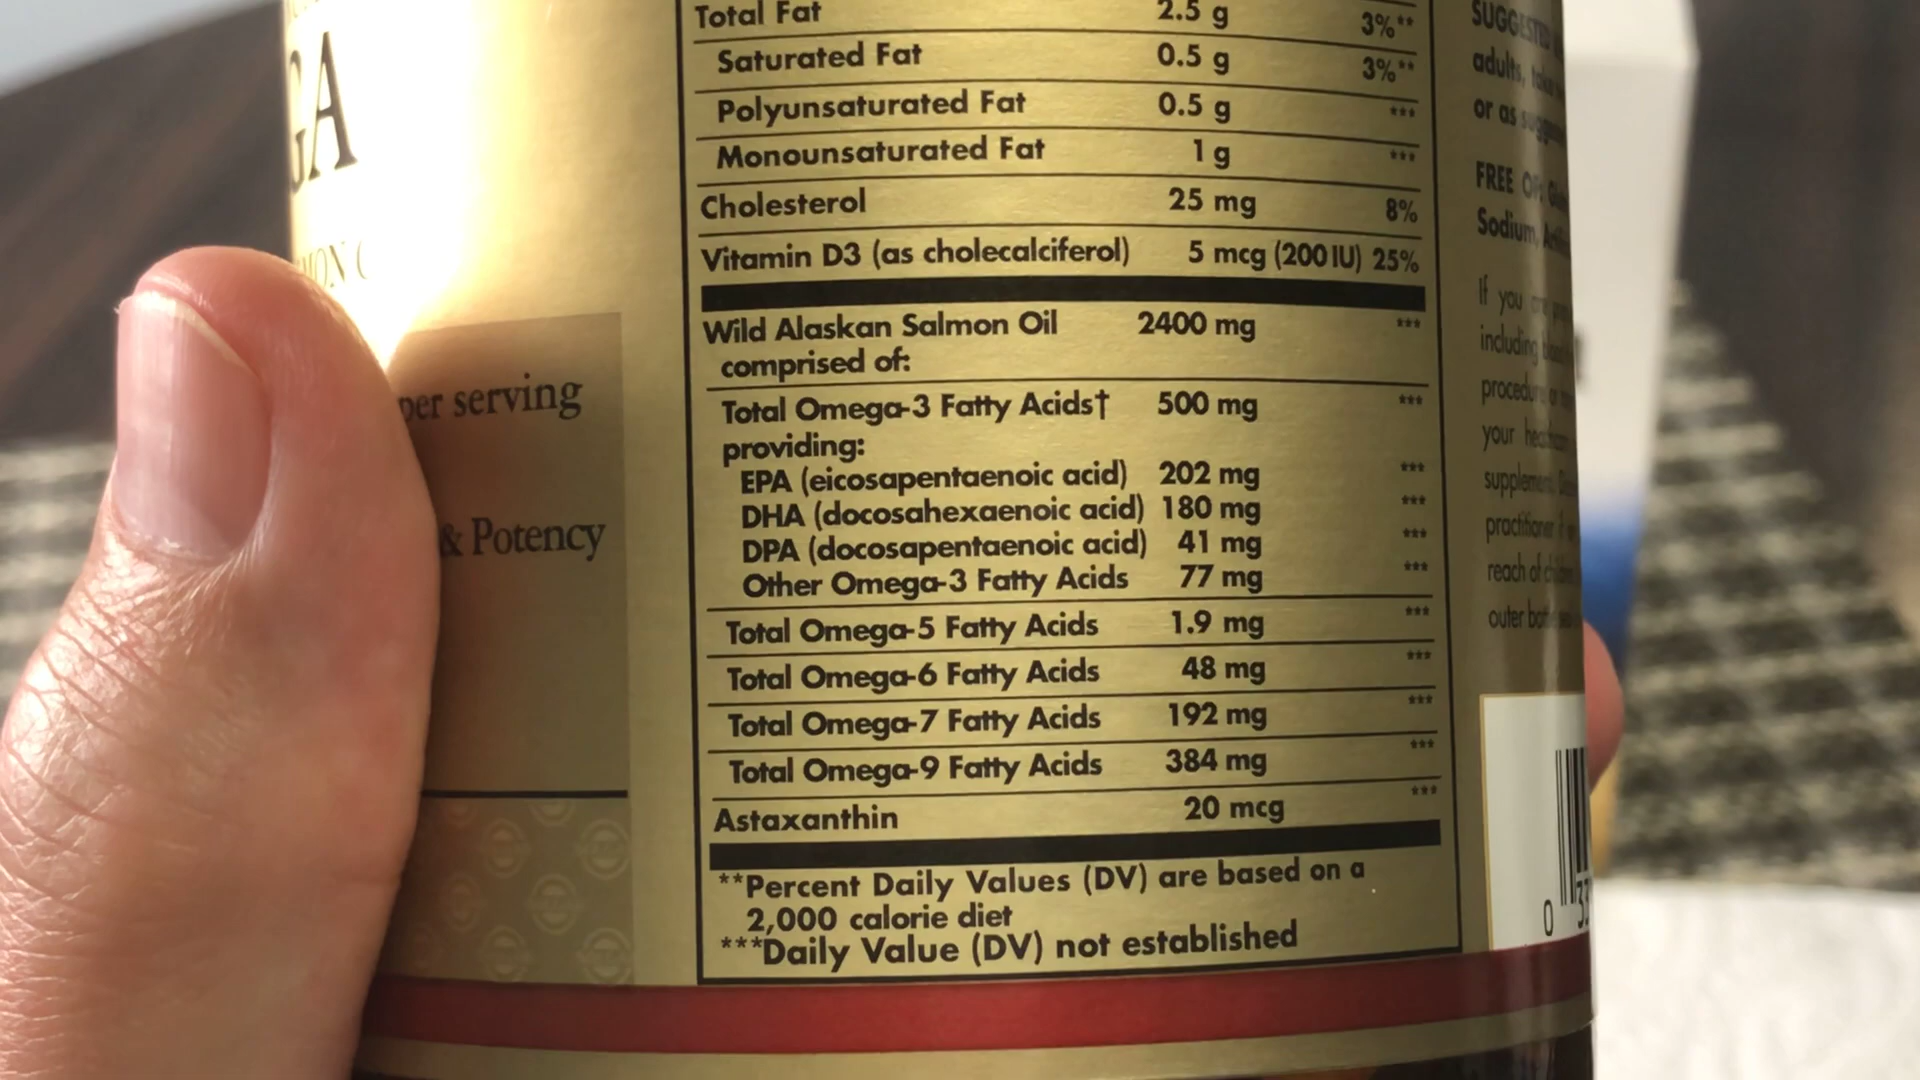 GA
per serving
& Potency
Total Fat 2.5 g 3%**
Saturated Fat 0.5 g 3%**
Polyunsaturated Fat 0.5 g ***
Monounsaturated Fat 1 g ***
Cholesterol 25 mg 8%
Vitamin D3 (as cholecalciferol) 5 mcg (200 IU) 25%
Wild Alaskan Salmon Oil 2400 mg ***
comprised of:
Total Omega-3 Fatty Acids† 500 mg ***
providing:
EPA (eicosapentaenoic acid) 202 mg ***
DHA (docosahexaenoic acid) 180 mg ***
DPA (docosapentaenoic acid) 41 mg ***
Other Omega-3 Fatty Acids 77 mg ***
Total Omega-5 Fatty Acids 1.9 mg ***
Total Omega-6 Fatty Acids 48 mg ***
Total Omega-7 Fatty Acids 192 mg ***
Total Omega-9 Fatty Acids 384 mg ***
Astaxanthin 20 mcg ***
**Percent Daily Values (DV) are based on a
2,000 calorie diet
***Daily Value (DV) not established
SUGGESTED
adults,
or as
FREE OF:
Sodium,
If you
including
your
supplement.
practitioner if
reach of
outer
0 33